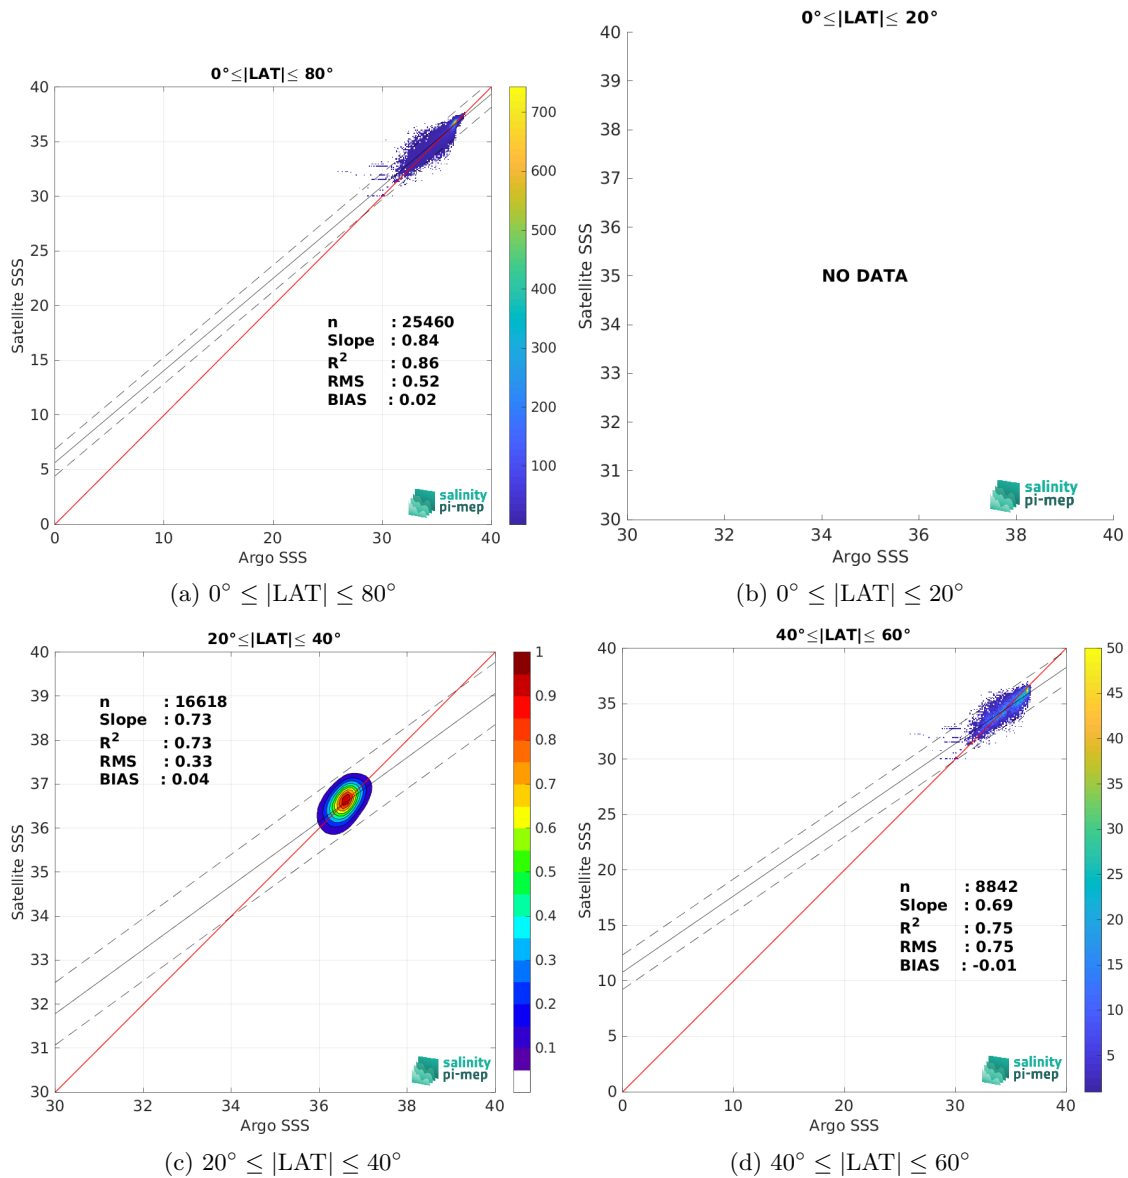 0°≤|LAT|≤ 80°
40
35
30
25
20
15
10
5
0
0
10
20
30
40
Satellite SSS
Argo SSS
n : 25460
Slope : 0.84
R² : 0.86
RMS : 0.52
BIAS : 0.02
salinity
pi-mep
700
600
500
400
300
200
100
(a) 0° ≤ |LAT| ≤ 80°
0°≤|LAT|≤ 20°
40
39
38
37
36
35
34
33
32
31
30
30
32
34
36
38
40
Satellite SSS
Argo SSS
NO DATA
salinity
pi-mep
(b) 0° ≤ |LAT| ≤ 20°
20°≤|LAT|≤ 40°
40
39
38
37
36
35
34
33
32
31
30
30
32
34
36
38
40
Satellite SSS
Argo SSS
n : 16618
Slope : 0.73
R² : 0.73
RMS : 0.33
BIAS : 0.04
salinity
pi-mep
1
0.9
0.8
0.7
0.6
0.5
0.4
0.3
0.2
0.1
(c) 20° ≤ |LAT| ≤ 40°
40°≤|LAT|≤ 60°
40
35
30
25
20
15
10
5
0
0
10
20
30
40
Satellite SSS
Argo SSS
n : 8842
Slope : 0.69
R² : 0.75
RMS : 0.75
BIAS : -0.01
salinity
pi-mep
50
45
40
35
30
25
20
15
10
5
(d) 40° ≤ |LAT| ≤ 60°